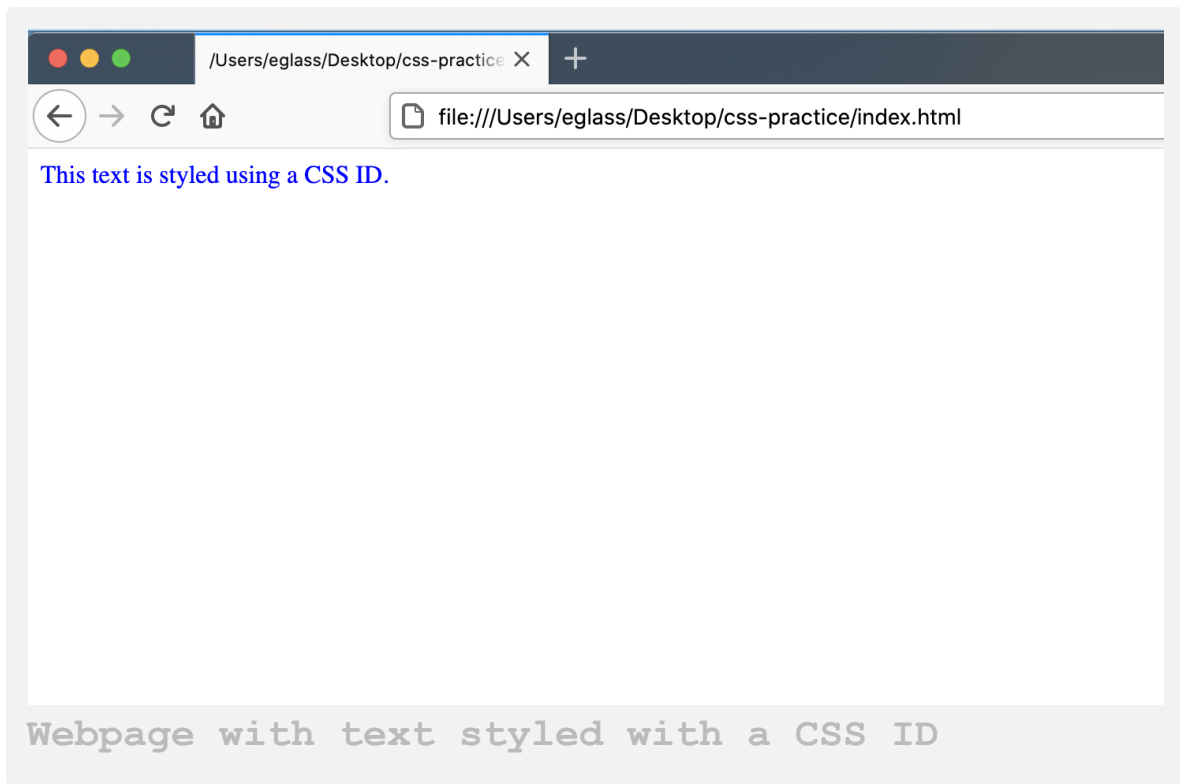 /Users/eglass/Desktop/css-practice
file:///Users/eglass/Desktop/css-practice/index.html
This text is styled using a CSS ID.
Webpage with text styled with a CSS ID